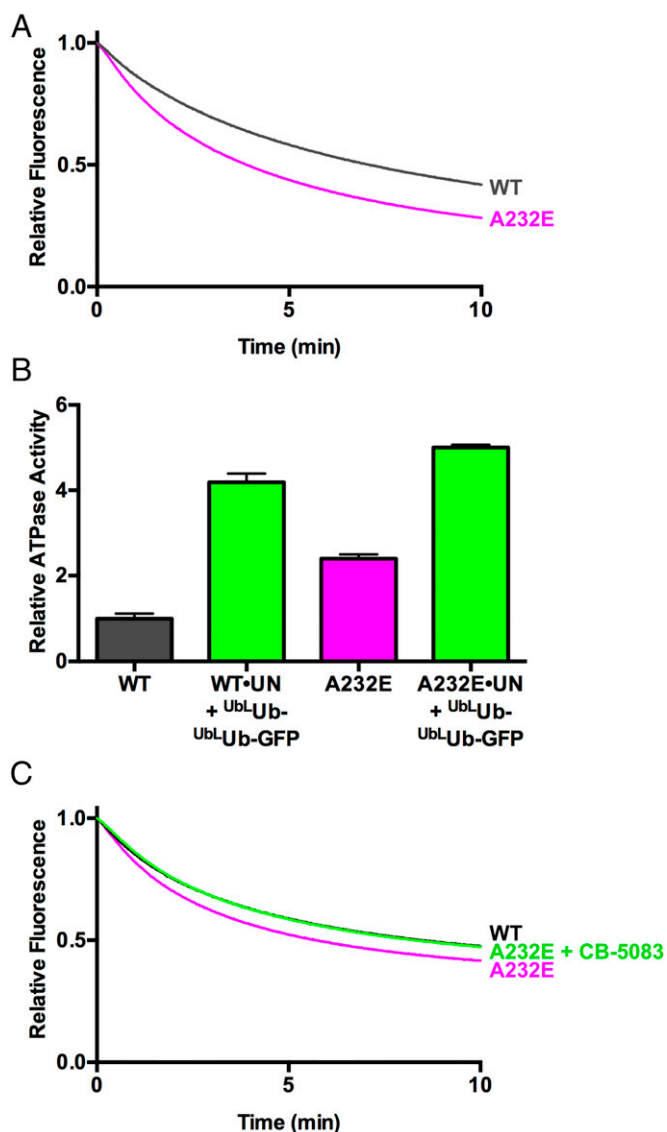 A
Relative Fluorescence
1.0
0.5
0.0
WT
A232E
0 5 10
Time (min)
B
Relative ATPase Activity
6
4
2
0
WT WT•UN A232E A232E•UN
+ UbLUb- + UbLUb-
UbLUb-GFP UbLUb-GFP
C
Relative Fluorescence
1.0
0.5
0.0
WT
A232E + CB-5083
A232E
0 5 10
Time (min)